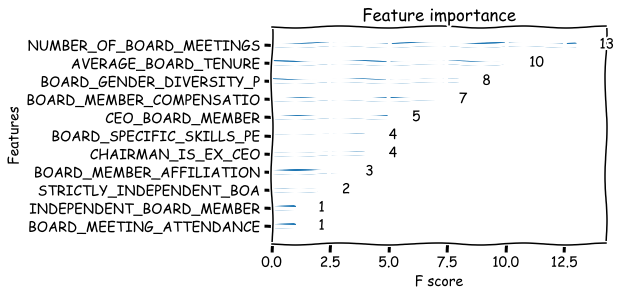 Feature importance
NUMBER_OF_BOARD_MEETINGS 13
AVERAGE_BOARD_TENURE 10
BOARD_GENDER_DIVERSITY_P 8
BOARD_MEMBER_COMPENSATIO 7
CEO_BOARD_MEMBER 5
BOARD_SPECIFIC_SKILLS_PE 4
CHAIRMAN_IS_EX_CEO 4
BOARD_MEMBER_AFFILIATION 3
STRICTLY_INDEPENDENT_BOA 2
INDEPENDENT_BOARD_MEMBER 1
BOARD_MEETING_ATTENDANCE 1
Features
0.0 2.5 5.0 7.5 10.0 12.5
F score